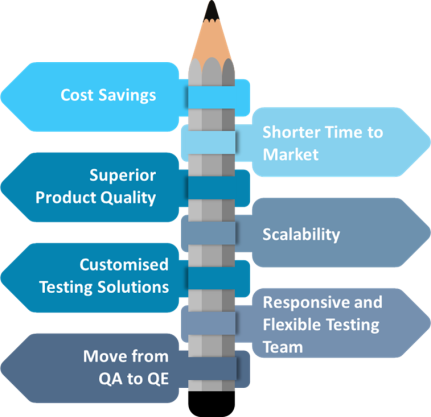 Cost Savings
Shorter Time to
Market
Superior
Product Quality
Scalability
Customised
Testing Solutions
Responsive and
Flexible Testing
Team
Move from
QA to QE